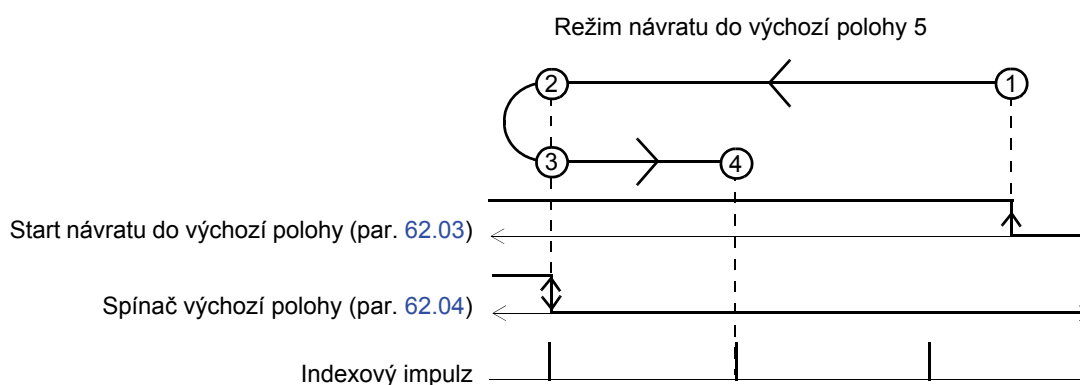 Režim návratu do výchozí polohy 5
2
1
3
4
Start návratu do výchozí polohy (par. 62.03)
Spínač výchozí polohy (par. 62.04)
Indexový impulz